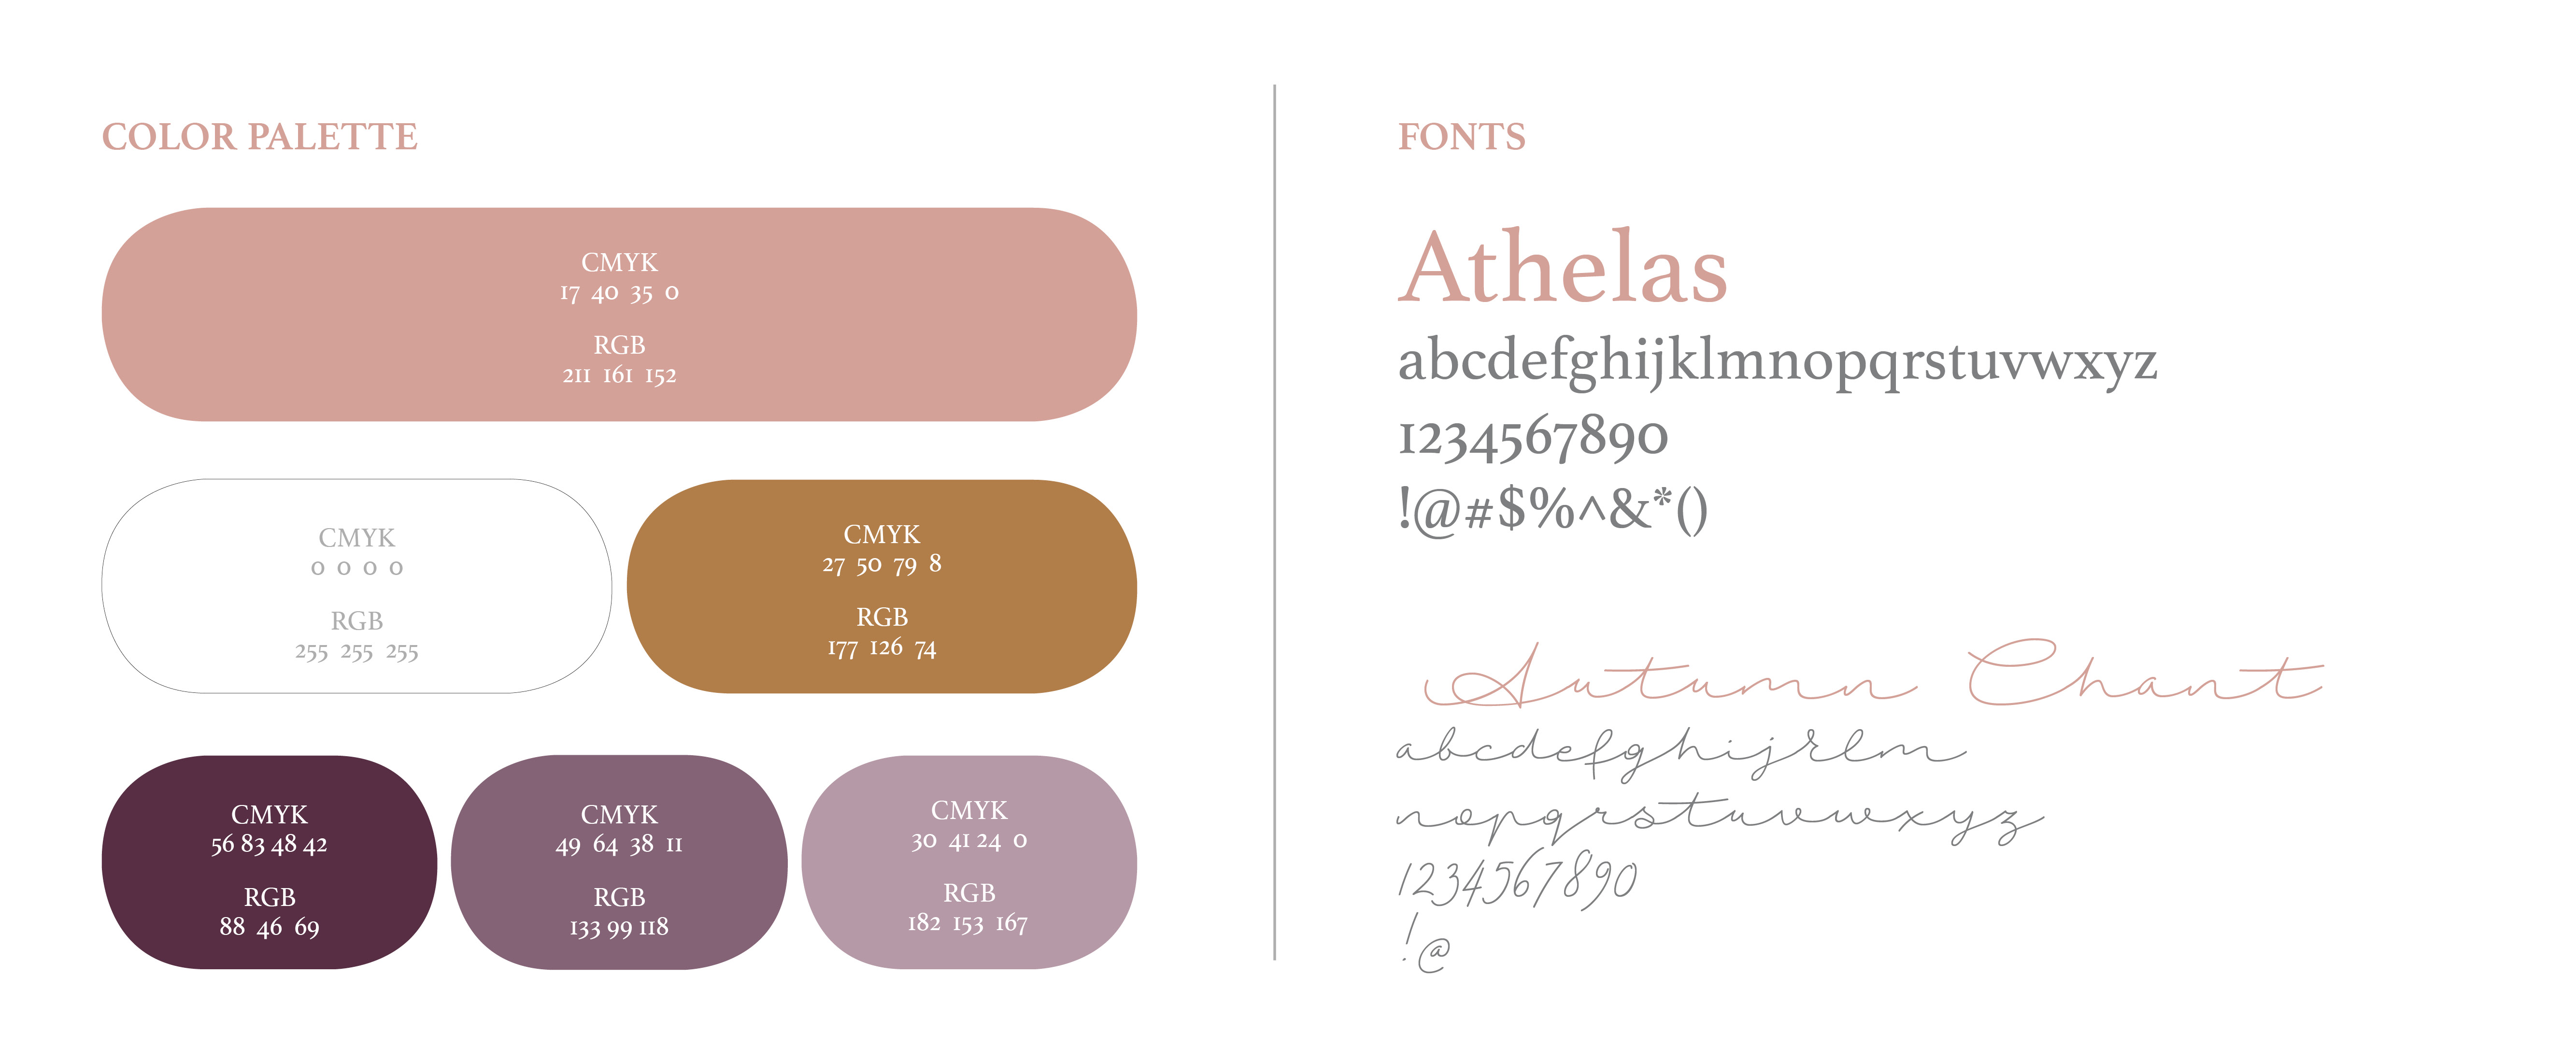 COLOR PALETTE
CMYK
17 40 35 0
RGB
211 161 152
CMYK
0 0 0 0
RGB
255 255 255
CMYK
27 50 79 8
RGB
177 126 74
CMYK
56 83 48 42
RGB
88 46 69
CMYK
49 64 38 11
RGB
133 99 118
CMYK
30 41 24 0
RGB
182 153 167
FONTS
Athelas
abcdefghijklmnopqrstuvwxyz
1234567890
!@#$%^&*()
Autumn Chant
abcdefghijklm
nopqrstuvwxyz
1234567890
!@